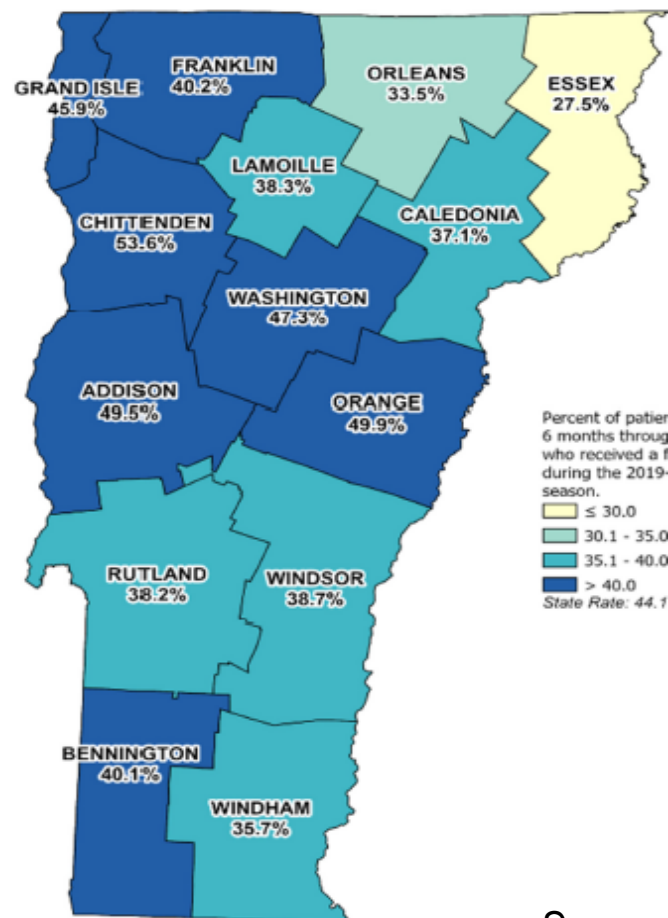 FRANKLIN
40.2%
GRAND ISLE
45.9%
ORLEANS
33.5%
ESSEX
27.5%
LAMOILLE
38.3%
CALEDONIA
37.1%
CHITTENDEN
53.6%
WASHINGTON
47.3%
ADDISON
49.5%
ORANGE
49.9%
Percent of
6 months
who received a
during the
season.
≤ 30.0
30.1 - 35.0
35.1 - 40.0
> 40.0
State Rate: 44.1
RUTLAND
38.2%
WINDSOR
38.7%
BENNINGTON
40.1%
WINDHAM
35.7%